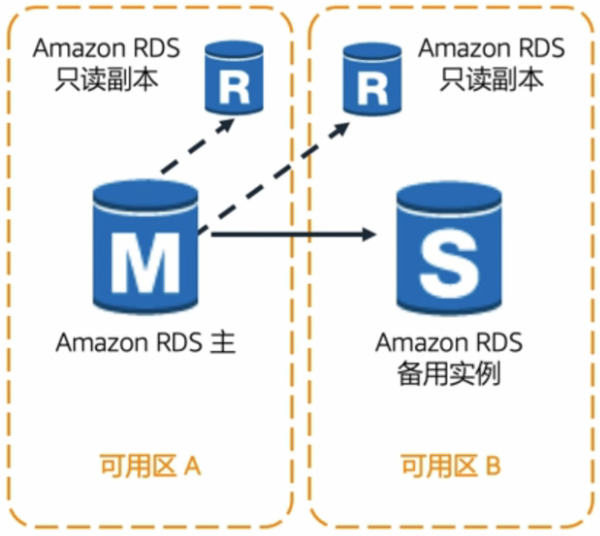 Amazon RDS
只读副本
R
R
Amazon RDS
只读副本
M
S
Amazon RDS 主
Amazon RDS
备用实例
可用区 A
可用区 B